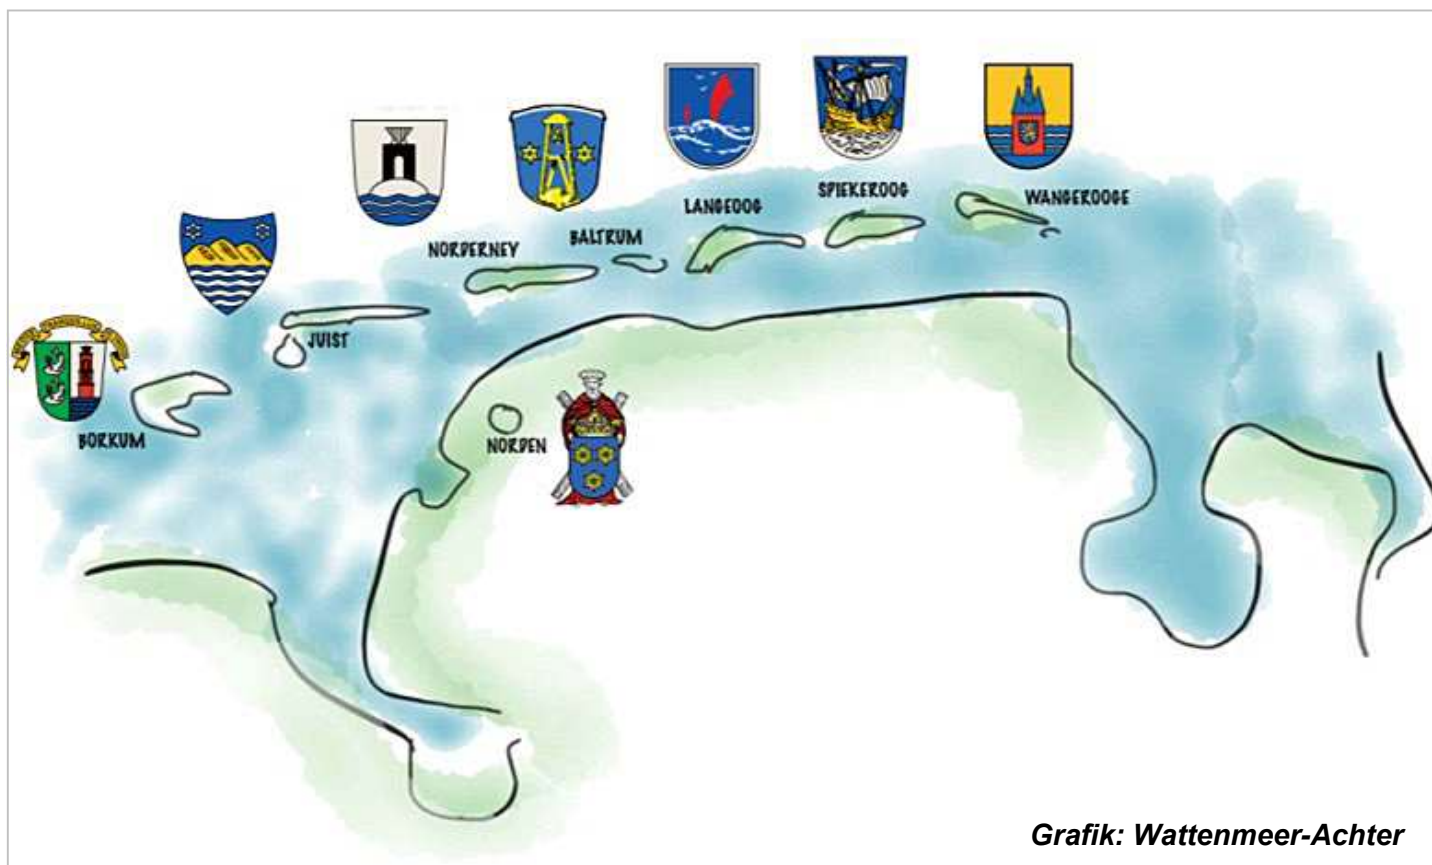 LANGEOOG
SPIEKEROOG
WANGEROOGE
NORDERNEY
BALTRUM
JUIST
BORKUM
NORDEN
Grafik: Wattenmeer-Achter